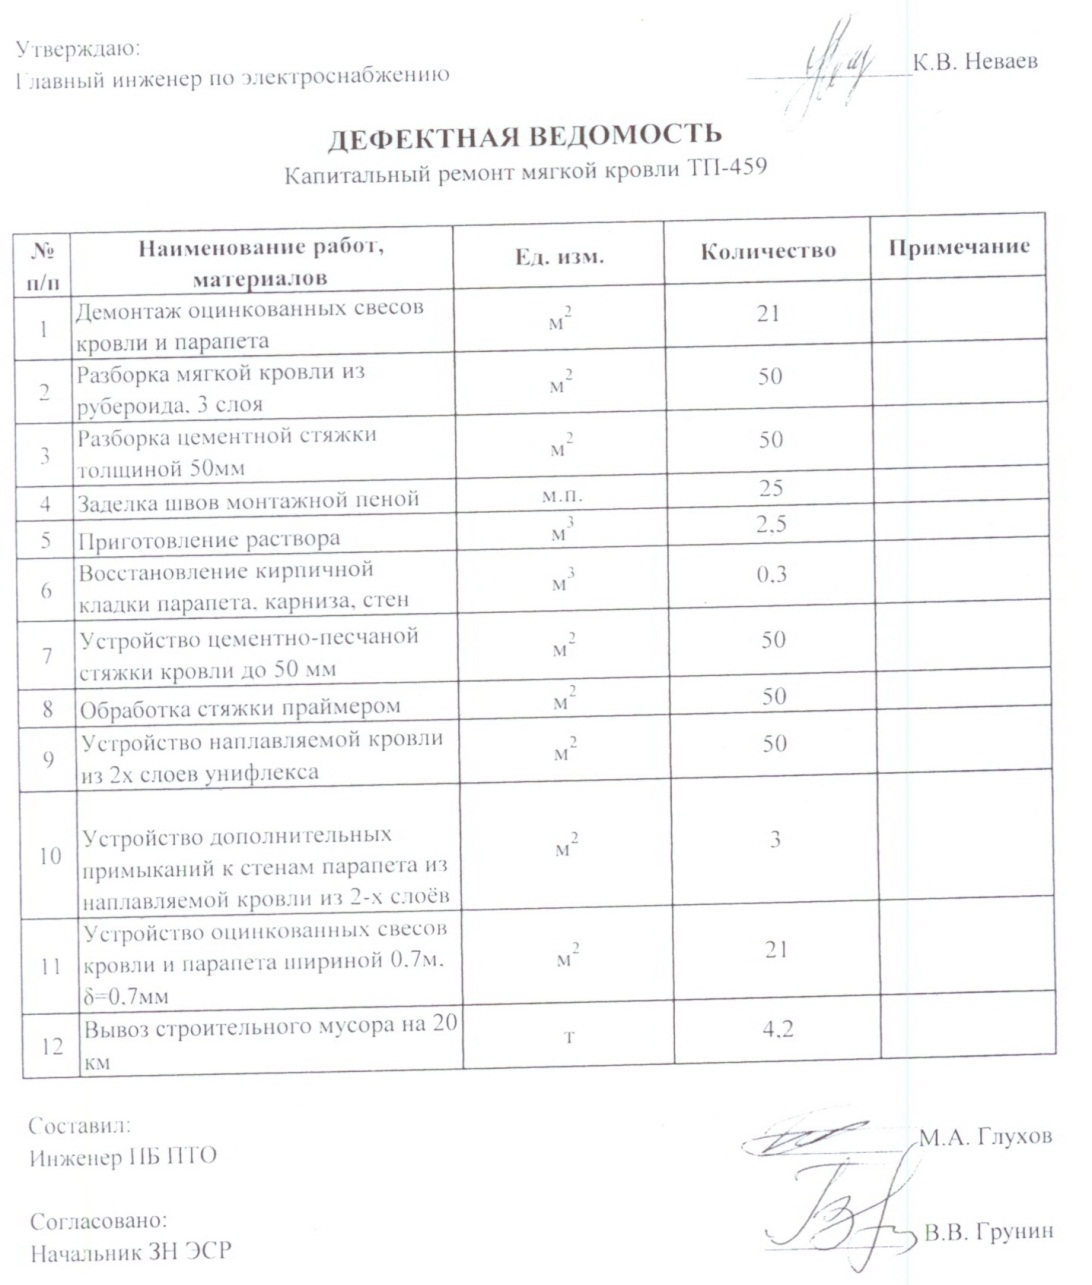 Утверждаю:
Главный инженер по электроснабжению
К.В. Неваев
ДЕФЕКТНАЯ ВЕДОМОСТЬ
Капитальный ремонт мягкой кровли ТП-459
№ п/п Наименование работ, материалов Ед. изм. Количество Примечание
1 Демонтаж оцинкованных свесов кровли и парапета м² 21
2 Разборка мягкой кровли из рубероида, 3 слоя м² 50
3 Разборка цементной стяжки толщиной 50мм м² 50
4 Заделка швов монтажной пеной м.п. 25
5 Приготовление раствора м³ 2,5
6 Восстановление кирпичной кладки парапета, карниза, стен м³ 0,3
7 Устройство цементно-песчаной стяжки кровли до 50 мм м² 50
8 Обработка стяжки праймером м² 50
9 Устройство наплавляемой кровли из 2х слоев унифлекса м² 50
10 Устройство дополнительных примыканий к стенам парапета из наплавляемой кровли из 2-х слоёв м² 3
11 Устройство оцинкованных свесов кровли и парапета шириной 0,7м, δ=0,7мм м² 21
12 Вывоз строительного мусора на 20 км т 4,2
Составил:
Инженер ПБ ПТО
М.А. Глухов
Согласовано:
Начальник ЗН ЭСР
В.В. Грунин